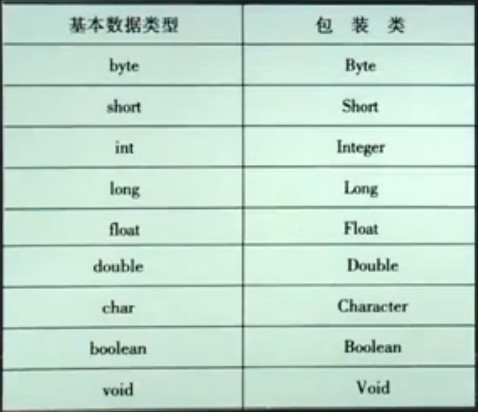 基本数据类型 包 装 类
byte Byte
short Short
int Integer
long Long
float Float
double Double
char Character
boolean Boolean
void Void